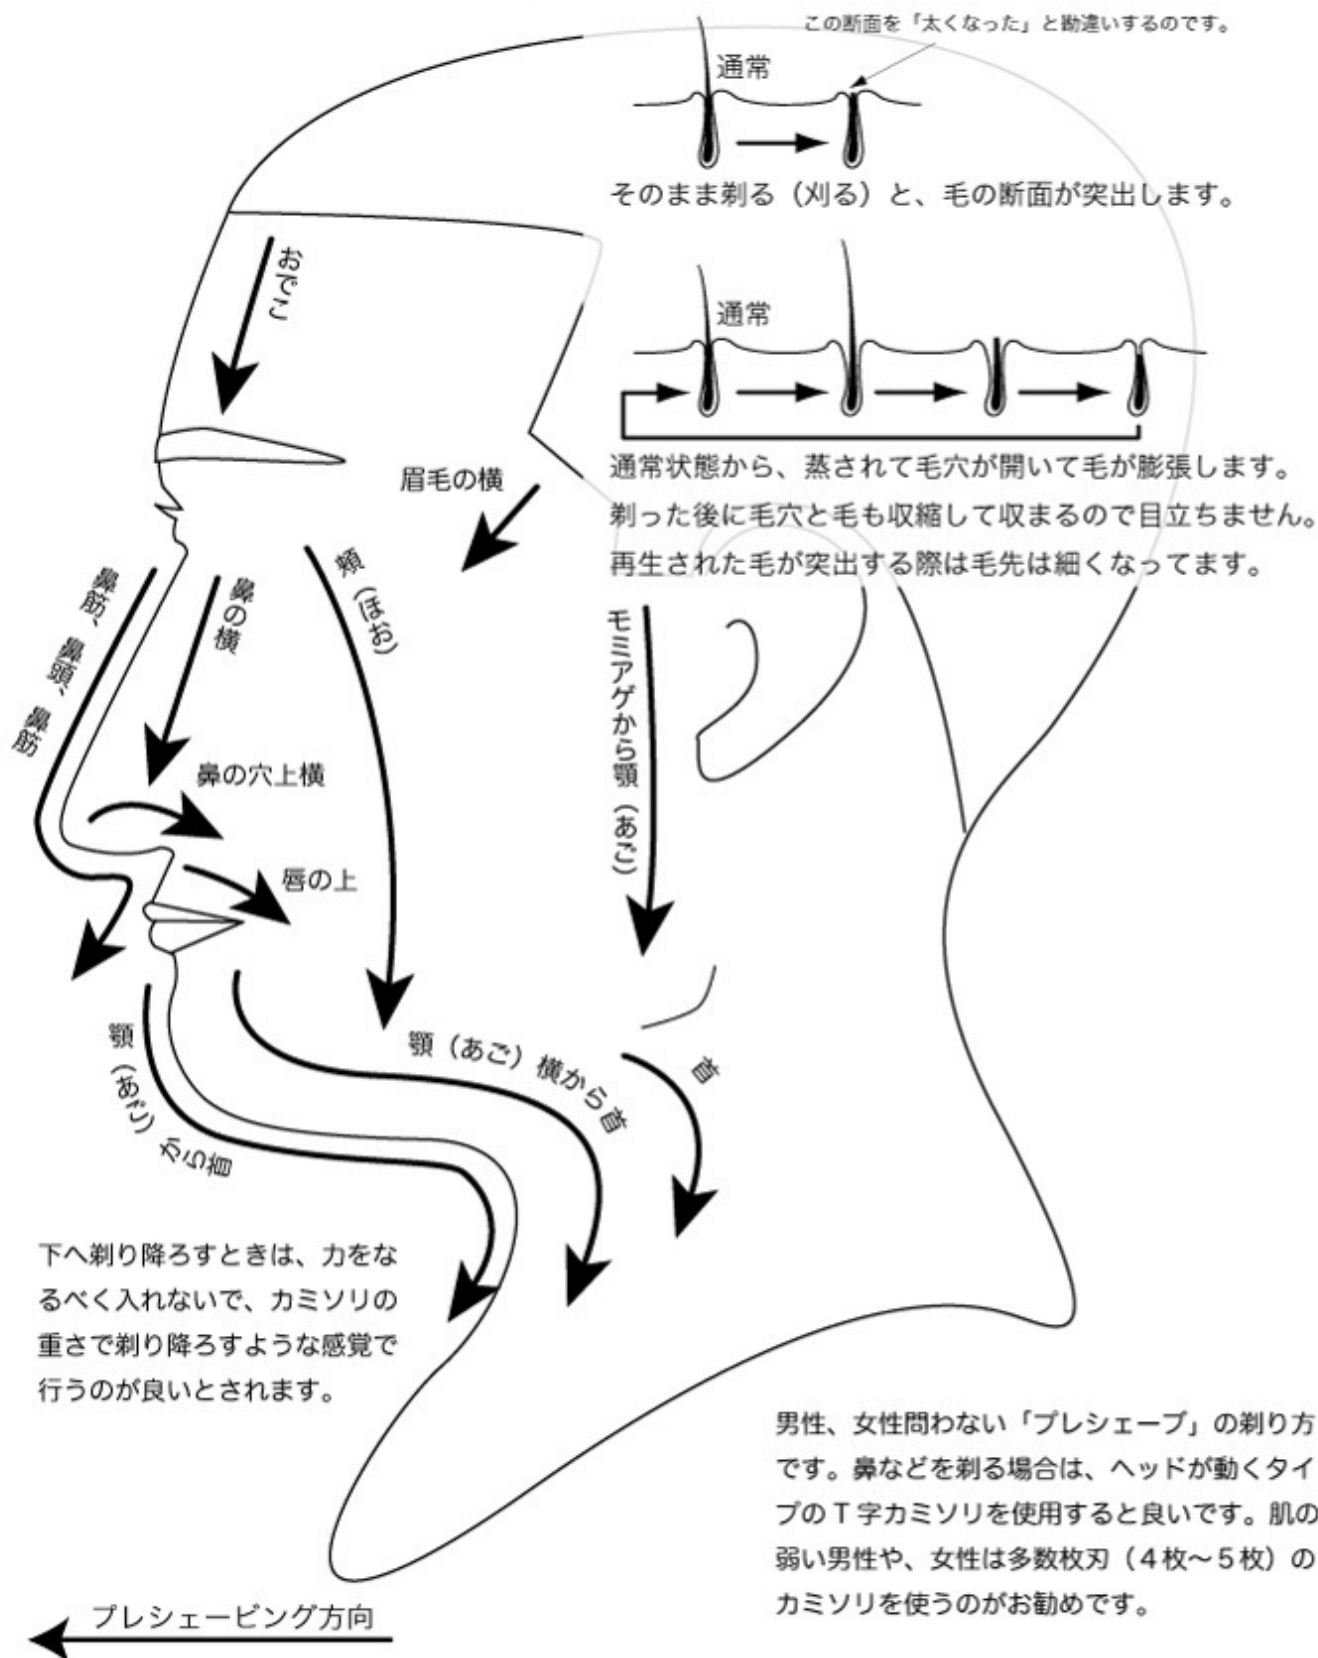 この断面を「太くなった」と勘違いするのです。
通常
そのまま剃る（刈る）と、毛の断面が突出します。
おでこ
通常
通常状態から、蒸されて毛穴が開いて毛が膨張します。
剃った後に毛穴と毛も収縮して収まるので目立ちません。
再生された毛が突出する際は毛先は細くなってます。
眉毛の横
鼻筋、鼻頭、鼻筋
鼻の横
頬（ほお）
モミアゲから顎（あご）
鼻の穴上横
唇の上
顎（あご）から首
顎（あご）横から首
首
下へ剃り降ろすときは、力をな
るべく入れないで、カミソリの
重さで剃り降ろすような感覚で
行うのが良いとされます。
男性、女性問わない「プレシェーブ」の剃り方
です。鼻などを剃る場合は、ヘッドが動くタイ
プのＴ字カミソリを使用すると良いです。肌の
弱い男性や、女性は多数枚刃（４枚〜５枚）の
カミソリを使うのがお勧めです。
プレシェービング方向